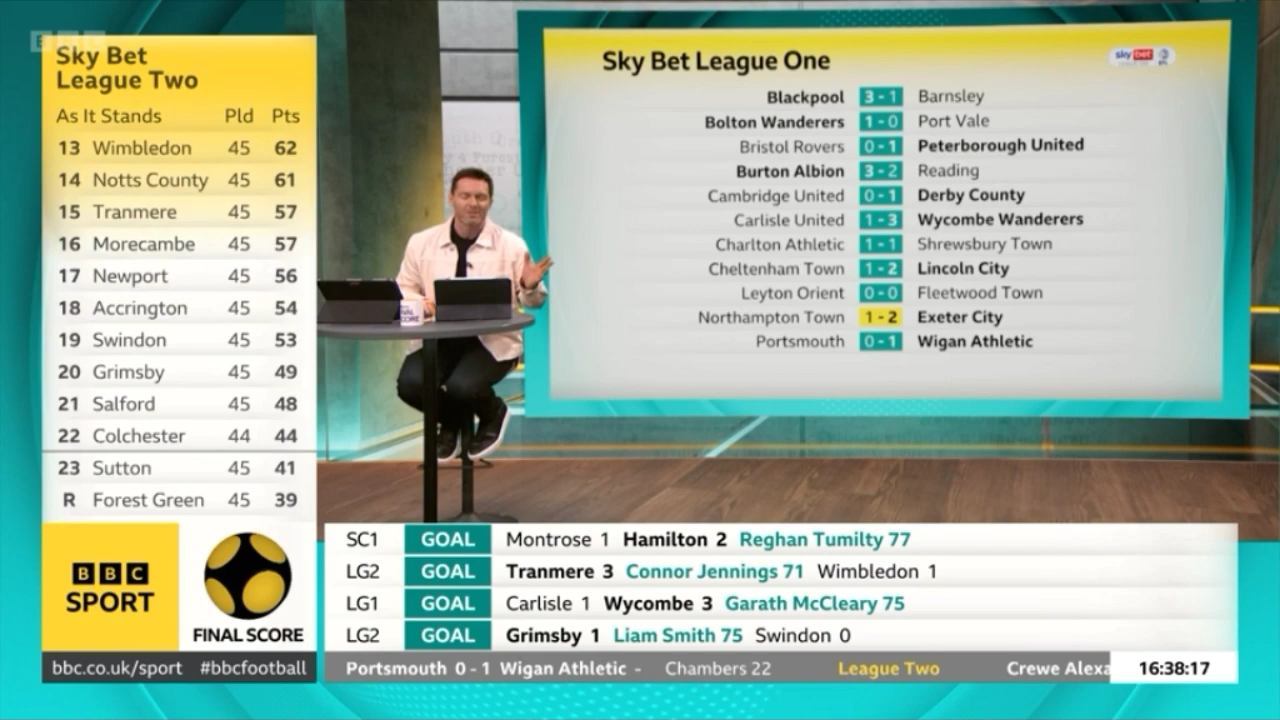 Sky Bet
League Two
As It Stands Pld Pts
13 Wimbledon 45 62
14 Notts County 45 61
15 Tranmere 45 57
16 Morecambe 45 57
17 Newport 45 56
18 Accrington 45 54
19 Swindon 45 53
20 Grimsby 45 49
21 Salford 45 48
22 Colchester 44 44
23 Sutton 45 41
R Forest Green 45 39
Sky Bet League One
sky bet
Blackpool 3 - 1 Barnsley
Bolton Wanderers 1 - 0 Port Vale
Bristol Rovers 0 - 1 Peterborough United
Burton Albion 3 - 2 Reading
Cambridge United 0 - 1 Derby County
Carlisle United 1 - 3 Wycombe Wanderers
Charlton Athletic 1 - 1 Shrewsbury Town
Cheltenham Town 1 - 2 Lincoln City
Leyton Orient 0 - 0 Fleetwood Town
Northampton Town 1 - 2 Exeter City
Portsmouth 0 - 1 Wigan Athletic
BBC
SPORT
FINAL SCORE
SC1 GOAL Montrose 1 Hamilton 2 Reghan Tumilty 77
LG2 GOAL Tranmere 3 Connor Jennings 71 Wimbledon 1
LG1 GOAL Carlisle 1 Wycombe 3 Garath McCleary 75
LG2 GOAL Grimsby 1 Liam Smith 75 Swindon 0
bbc.co.uk/sport #bbcfootball
Portsmouth 0 - 1 Wigan Athletic - Chambers 22 League Two Crewe Alexa
16:38:17